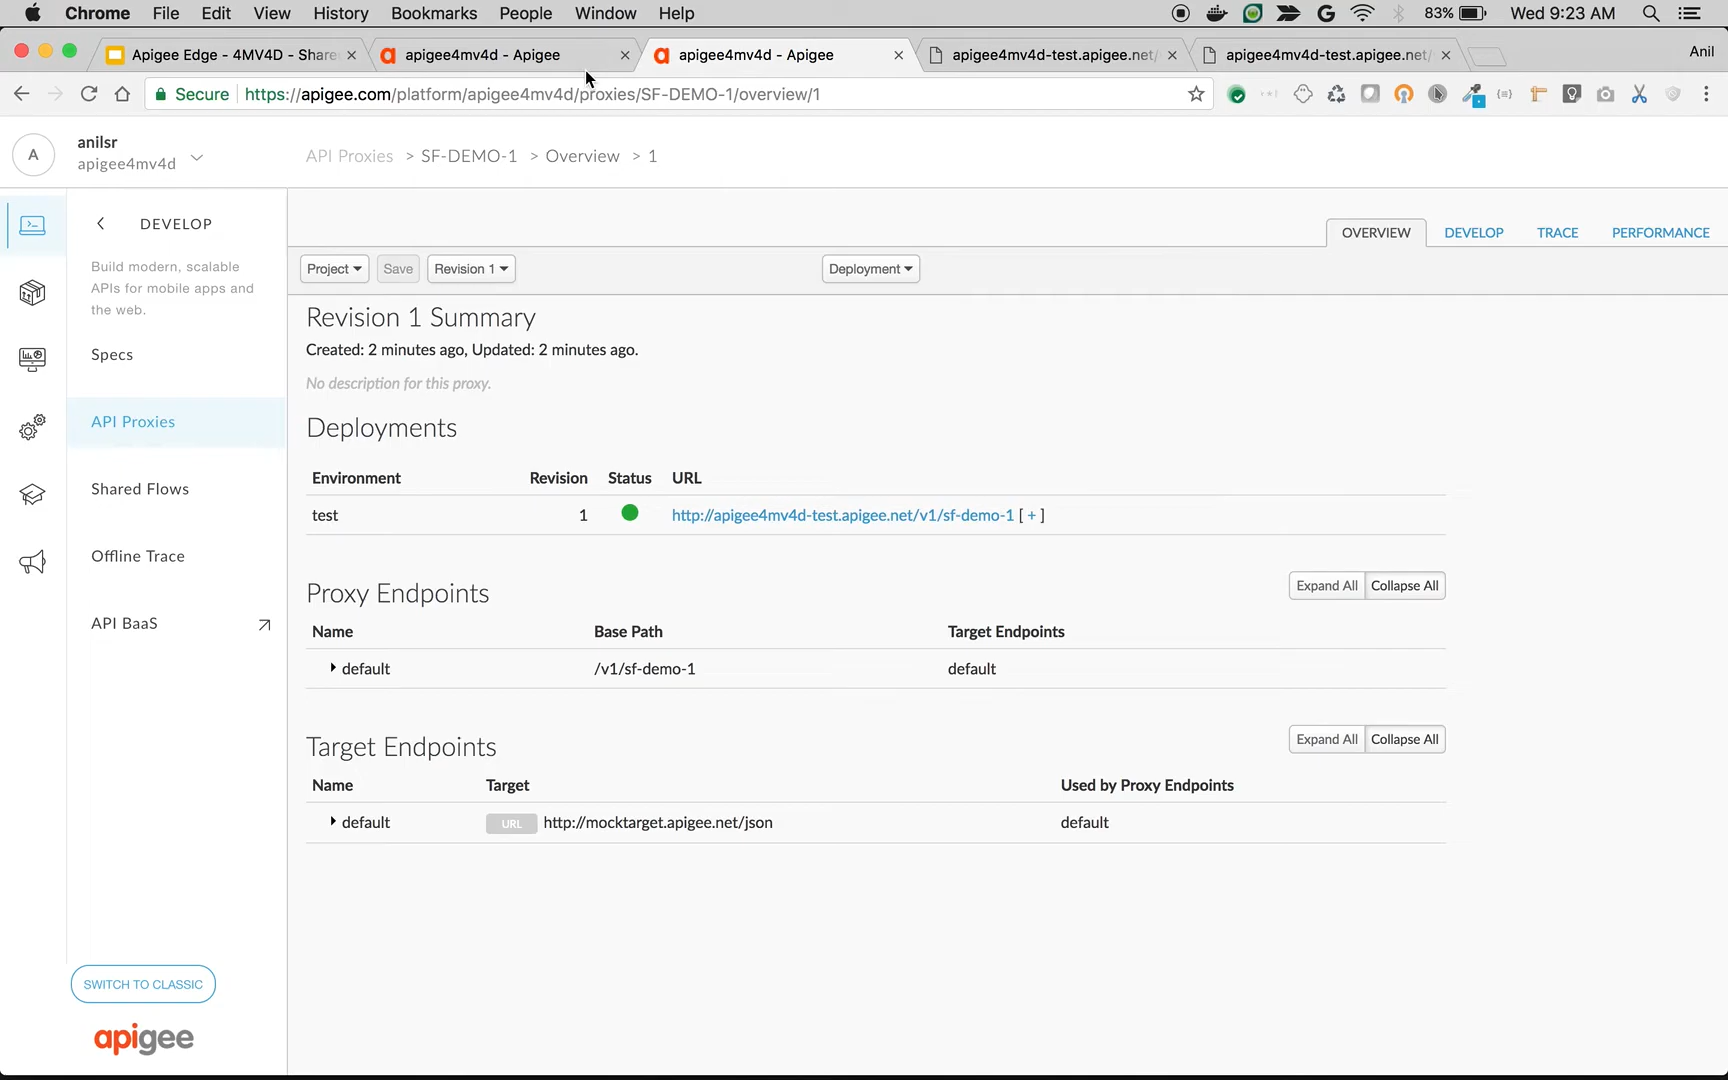 Chrome File Edit View History Bookmarks People Window Help 83% Wed 9:23 AM
Apigee Edge - 4MV4D - Share apigee4mv4d - Apigee apigee4mv4d - Apigee apigee4mv4d-test.apigee.net/ apigee4mv4d-test.apigee.net/ Anil
Secure https://apigee.com/platform/apigee4mv4d/proxies/SF-DEMO-1/overview/1
A
anilsr
apigee4mv4d
API Proxies > SF-DEMO-1 > Overview > 1
DEVELOP
Build modern, scalable
APIs for mobile apps and
the web.
Specs
API Proxies
Shared Flows
Offline Trace
API BaaS
SWITCH TO CLASSIC
apigee
OVERVIEW DEVELOP TRACE PERFORMANCE
Project Save Revision 1 Deployment
Revision 1 Summary
Created: 2 minutes ago, Updated: 2 minutes ago.
No description for this proxy.
Deployments
Environment Revision Status URL
test 1 http://apigee4mv4d-test.apigee.net/v1/sf-demo-1 [ + ]
Proxy Endpoints Expand All Collapse All
Name Base Path Target Endpoints
default /v1/sf-demo-1 default
Target Endpoints Expand All Collapse All
Name Target Used by Proxy Endpoints
default URL http://mocktarget.apigee.net/json default